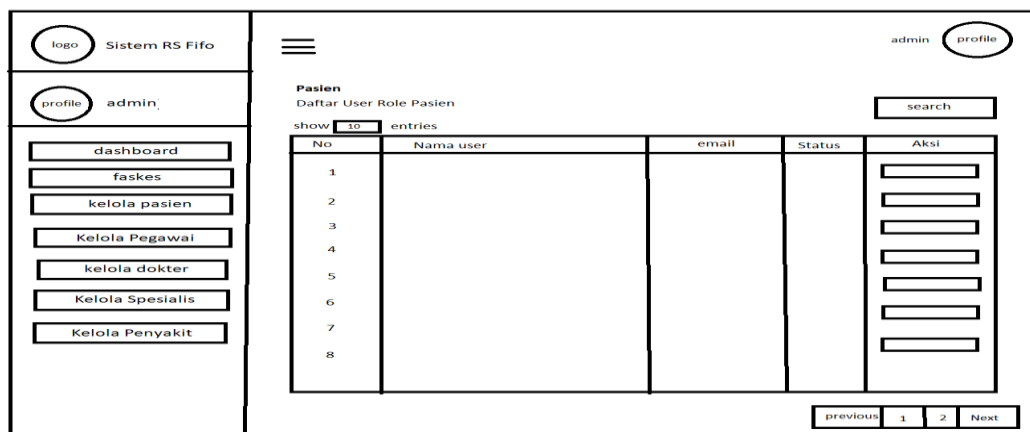 logo Sistem RS Fifo
profile admin
dashboard
faskes
kelola pasien
Kelola Pegawai
kelola dokter
Kelola Spesialis
Kelola Penyakit
admin profile
Pasien
Daftar User Role Pasien
search
show 10 entries
No Nama user email Status Aksi
1
2
3
4
5
6
7
8
previous 1 2 Next